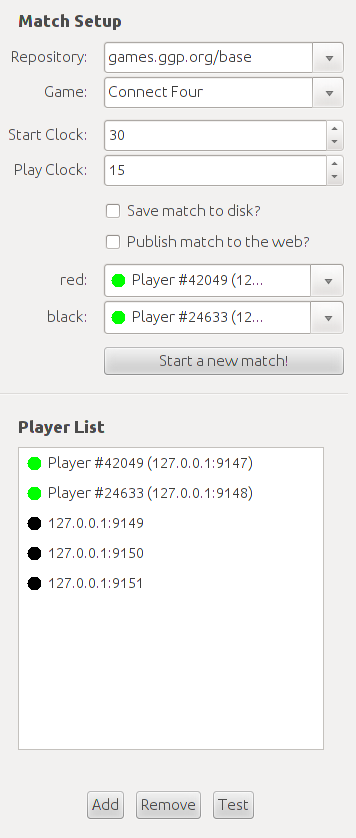 Match Setup
Repository: games.ggp.org/base
Game: Connect Four
Start Clock: 30
Play Clock: 15
Save match to disk?
Publish match to the web?
red: Player #42049 (12...
black: Player #24633 (12...
Start a new match!
Player List
Player #42049 (127.0.0.1:9147)
Player #24633 (127.0.0.1:9148)
127.0.0.1:9149
127.0.0.1:9150
127.0.0.1:9151
Add Remove Test